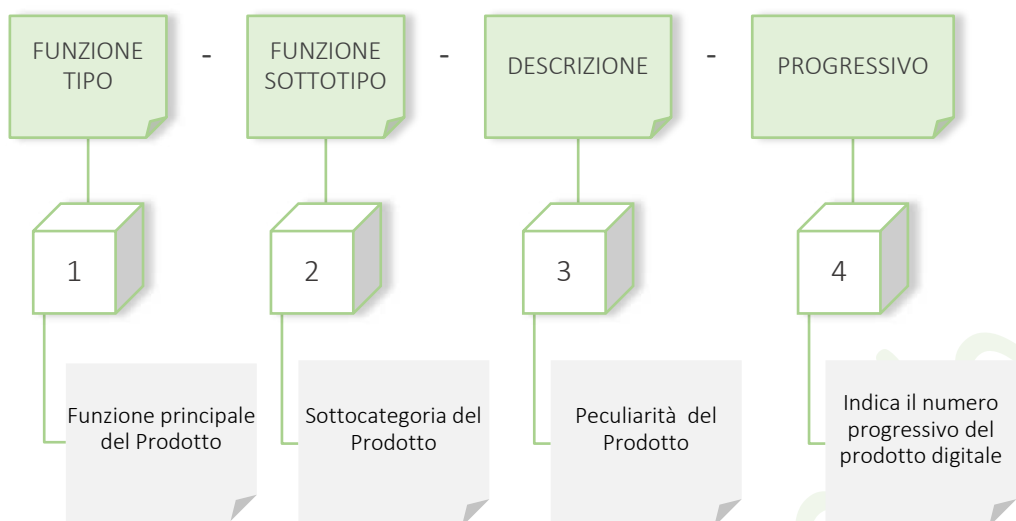 FUNZIONE
TIPO
-
FUNZIONE
SOTTOTIPO
-
DESCRIZIONE
-
PROGRESSIVO
1
2
3
4
Funzione principale
del Prodotto
Sottocategoria del
Prodotto
Peculiarità del
Prodotto
Indica il numero
progressivo del
prodotto digitale